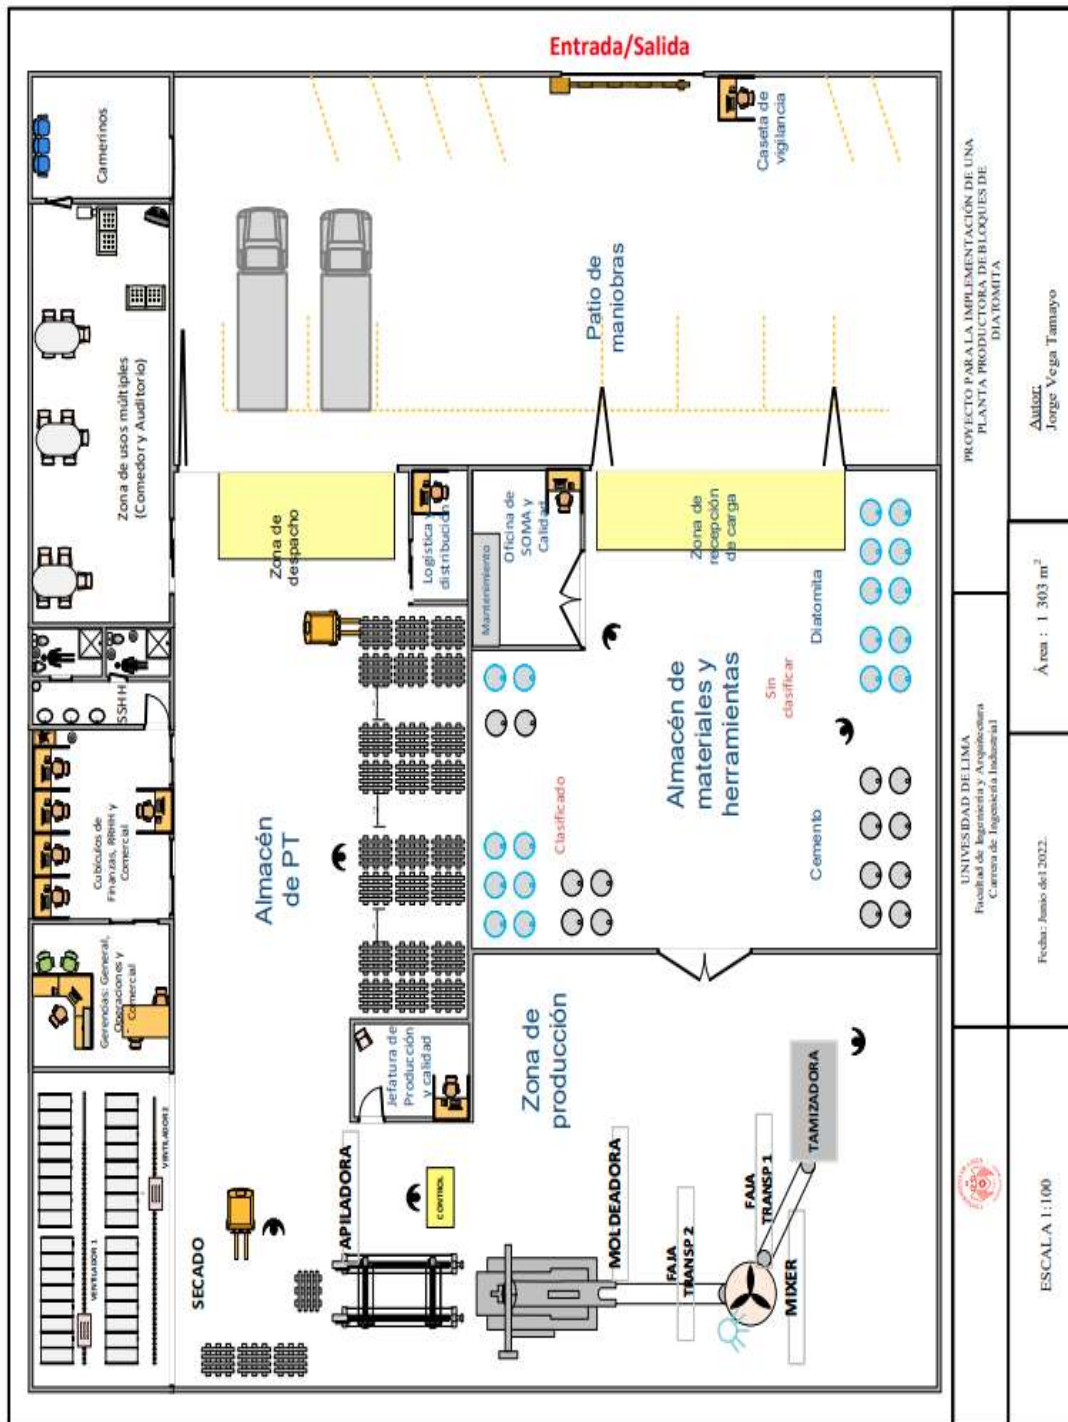 Entrada/Salida
Camerinos
Caseta de
vigilancia
Patio de
maniobras
Zona de usos múltiples
(Comedor y Auditorio)
Zona de
despacho
Logística y
distribución
Mantenimiento
Oficina de
SOMA y
Calidad
Zona de
recepción
de carga
SSHH
Cubículos de
Finanzas, RRHH y
Comercial
Almacén
de PT
Clasificado
Almacén de
materiales y
herramientas
Sin
clasificar
Diatomita
Cemento
Gerencias: General,
Operaciones y
Comercial
Jefatura de
Producción
y calidad
Zona de
producción
VENTILADOR 1
VENTILADOR 2
SECADO
APILADORA
CONTROL
MOLDEADORA
FAJA
TRANSP 2
FAJA
TRANSP 1
TAMIZADORA
MIXER
PROYECTO PARA LA IMPLEMENTACIÓN DE UNA
PLANTA PRODUCTORA DE BLOQUES DE
DIATOMITA
Autor:
Jorge Vega Tamayo
UNIVESIDAD DE LIMA
Facultad de Ingeniería y Arquitectura
Carrera de Ingeniería Industrial
Área : 1 303 m²
Fecha: Junio del 2022.
ESCALA 1:100